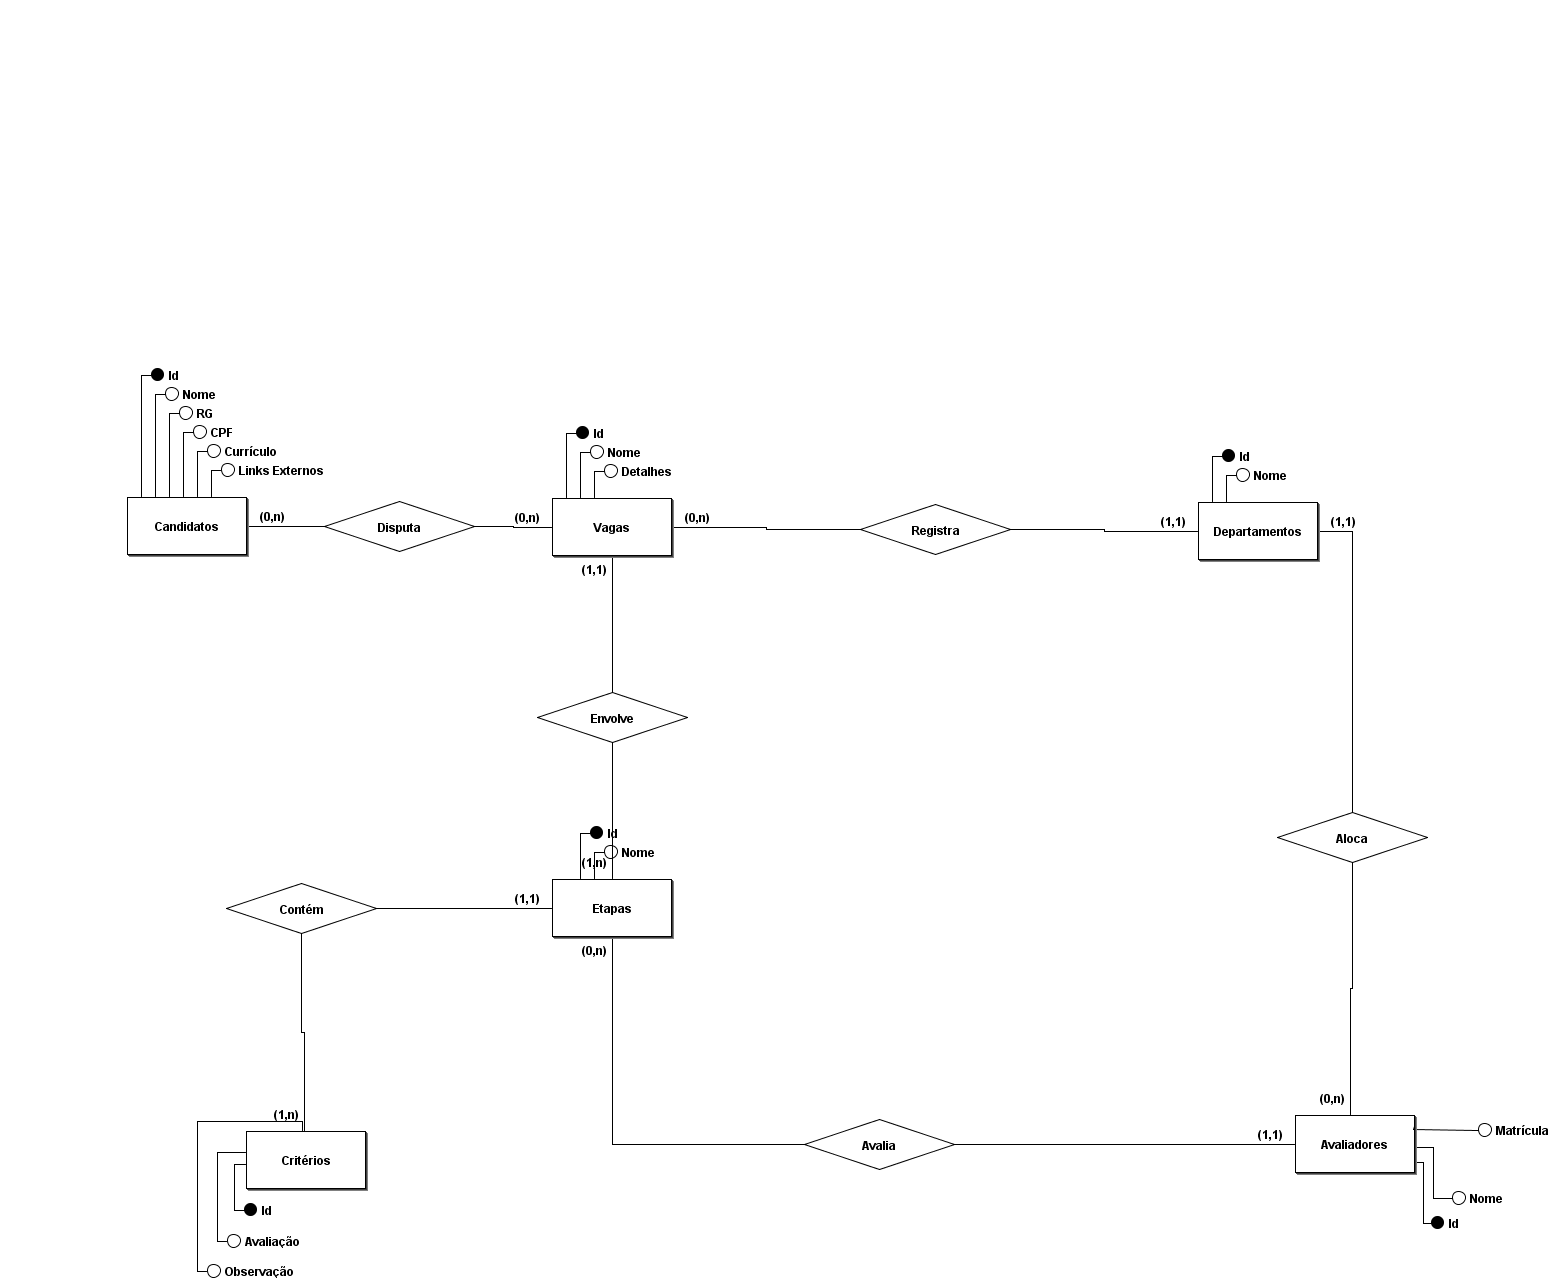 Id
Nome
RG
CPF
Currículo
Links Externos
Candidatos
(0,n)
Disputa
(0,n)
Id
Nome
Detalhes
Vagas
(0,n)
Registra
(1,1)
Id
Nome
Departamentos
(1,1)
(1,1)
Envolve
Id
Nome
(1,n)
Etapas
(1,1)
Contém
(0,n)
Aloca
(0,n)
(1,n)
Critérios
Id
Avaliação
Observação
Avalia
(1,1)
Avaliadores
Matrícula
Nome
Id